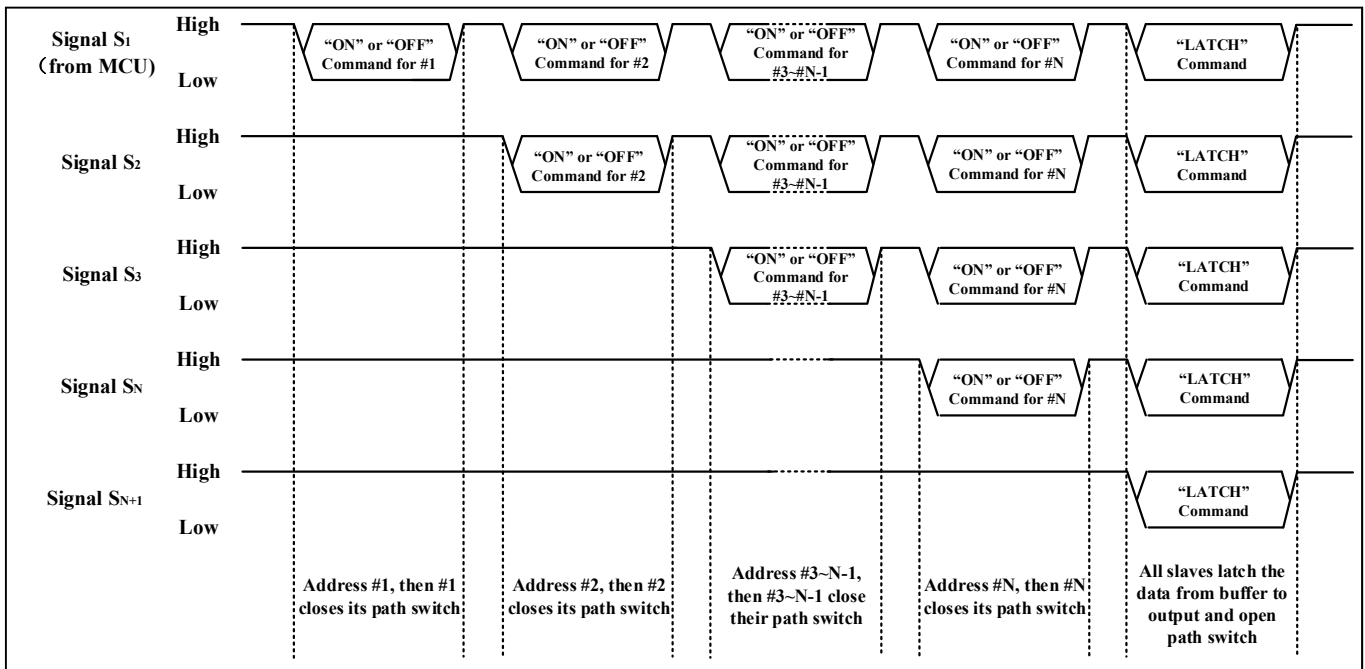 High
Signal S1
(from MCU)
Low
"ON" or "OFF"
Command for #1
"ON" or "OFF"
Command for #2
"ON" or "OFF"
Command for
#3~#N-1
"ON" or "OFF"
Command for #N
"LATCH"
Command
High
Signal S2
Low
"ON" or "OFF"
Command for #2
"ON" or "OFF"
Command for
#3~#N-1
"ON" or "OFF"
Command for #N
"LATCH"
Command
High
Signal S3
Low
"ON" or "OFF"
Command for
#3~#N-1
"ON" or "OFF"
Command for #N
"LATCH"
Command
High
Signal SN
Low
"ON" or "OFF"
Command for #N
"LATCH"
Command
High
Signal SN+1
Low
"LATCH"
Command
Address #1, then #1
closes its path switch
Address #2, then #2
closes its path switch
Address #3~N-1,
then #3~N-1 close
their path switch
Address #N, then #N
closes its path switch
All slaves latch the
data from buffer to
output and open
path switch